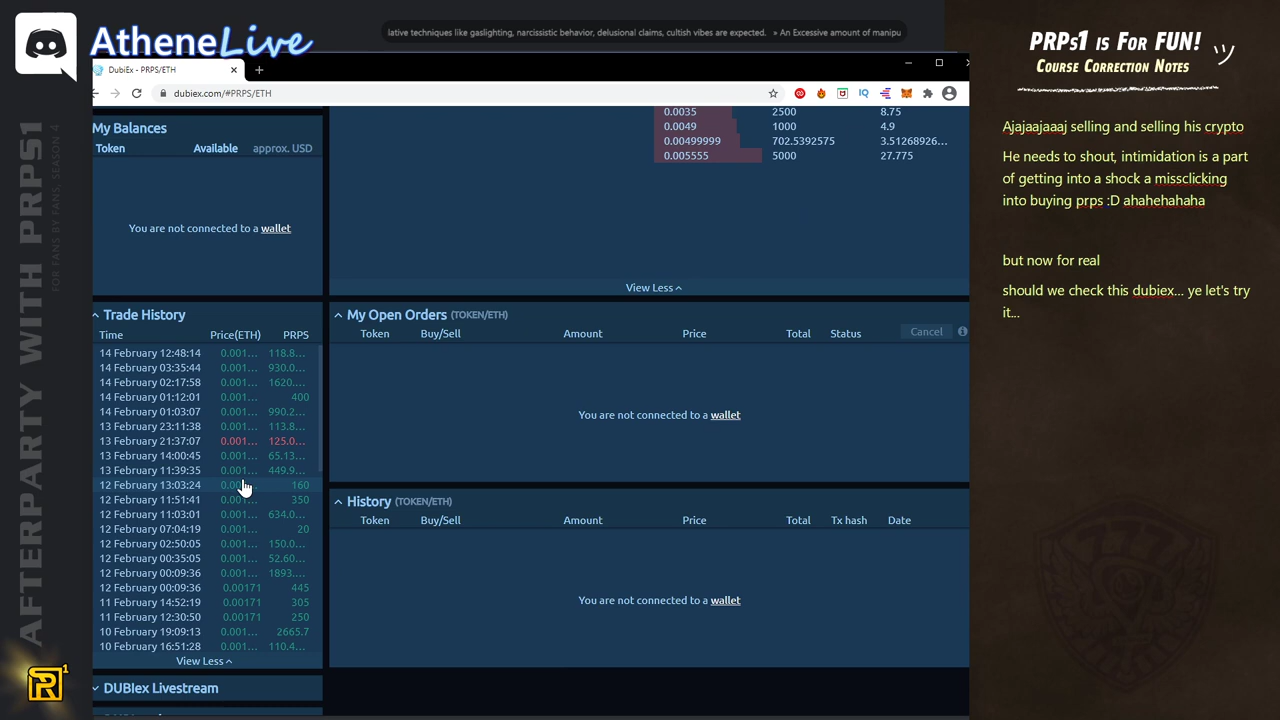 AtheneLive
lative techniques like gaslighting, narcissistic behavior, delusional claims, cultish vibes are expected.   » An Excessive amount of manipu
PRPs1 is For FUN! ツ
Course Correction Notes
DubiEx - PRPS/ETH
dubiex.com/#PRPS/ETH
IQ
0.0035 2500 8.75
0.0049 1000 4.9
0.00499999 702.5392575 3.51268926...
0.005555 5000 27.775
My Balances
Token Available approx. USD
You are not connected to a wallet
View Less
Trade History
Time Price(ETH) PRPS
14 February 12:48:14 0.001... 118.8...
14 February 03:35:44 0.001... 930.0...
14 February 02:17:58 0.001... 1620....
14 February 01:12:01 0.001... 400
14 February 01:03:07 0.001... 990.2...
13 February 23:11:38 0.001... 113.8...
13 February 21:37:07 0.001... 125.0...
13 February 14:00:45 0.001... 65.13...
13 February 11:39:35 0.001... 449.9...
12 February 13:03:24 160
12 February 11:51:41 0.001... 350
12 February 11:03:01 0.001... 634.0...
12 February 07:04:19 0.001... 20
12 February 02:50:05 0.001... 150.0...
12 February 00:35:05 0.001... 52.60...
12 February 00:09:36 0.001... 1893....
12 February 00:09:36 0.00171 445
11 February 14:52:19 0.00171 305
11 February 12:30:50 0.00171 250
10 February 19:09:13 0.001... 2665.7
10 February 16:51:28 0.001... 110.4...
View Less
DUBIex Livestream
My Open Orders (TOKEN/ETH)
Token Buy/Sell Amount Price Total Status Cancel
You are not connected to a wallet
History (TOKEN/ETH)
Token Buy/Sell Amount Price Total Tx hash Date
You are not connected to a wallet
Ajajaajaaaj selling and selling his crypto
He needs to shout, intimidation is a part
of getting into a shock a missclicking
into buying prps :D ahahehahaha
but now for real
should we check this dubiex... ye let's try
it...
AFTERPARTY WITH PRPS1
FOR FANS BY FANS, SEASON 4
R1